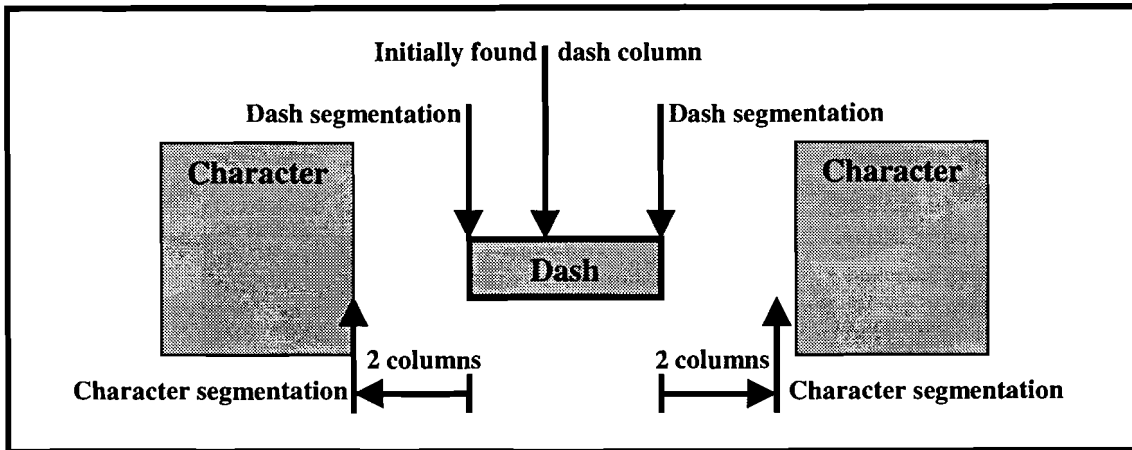 Initially found dash column
Dash segmentation Dash segmentation
Character Character
Dash
2 columns 2 columns
Character segmentation Character segmentation